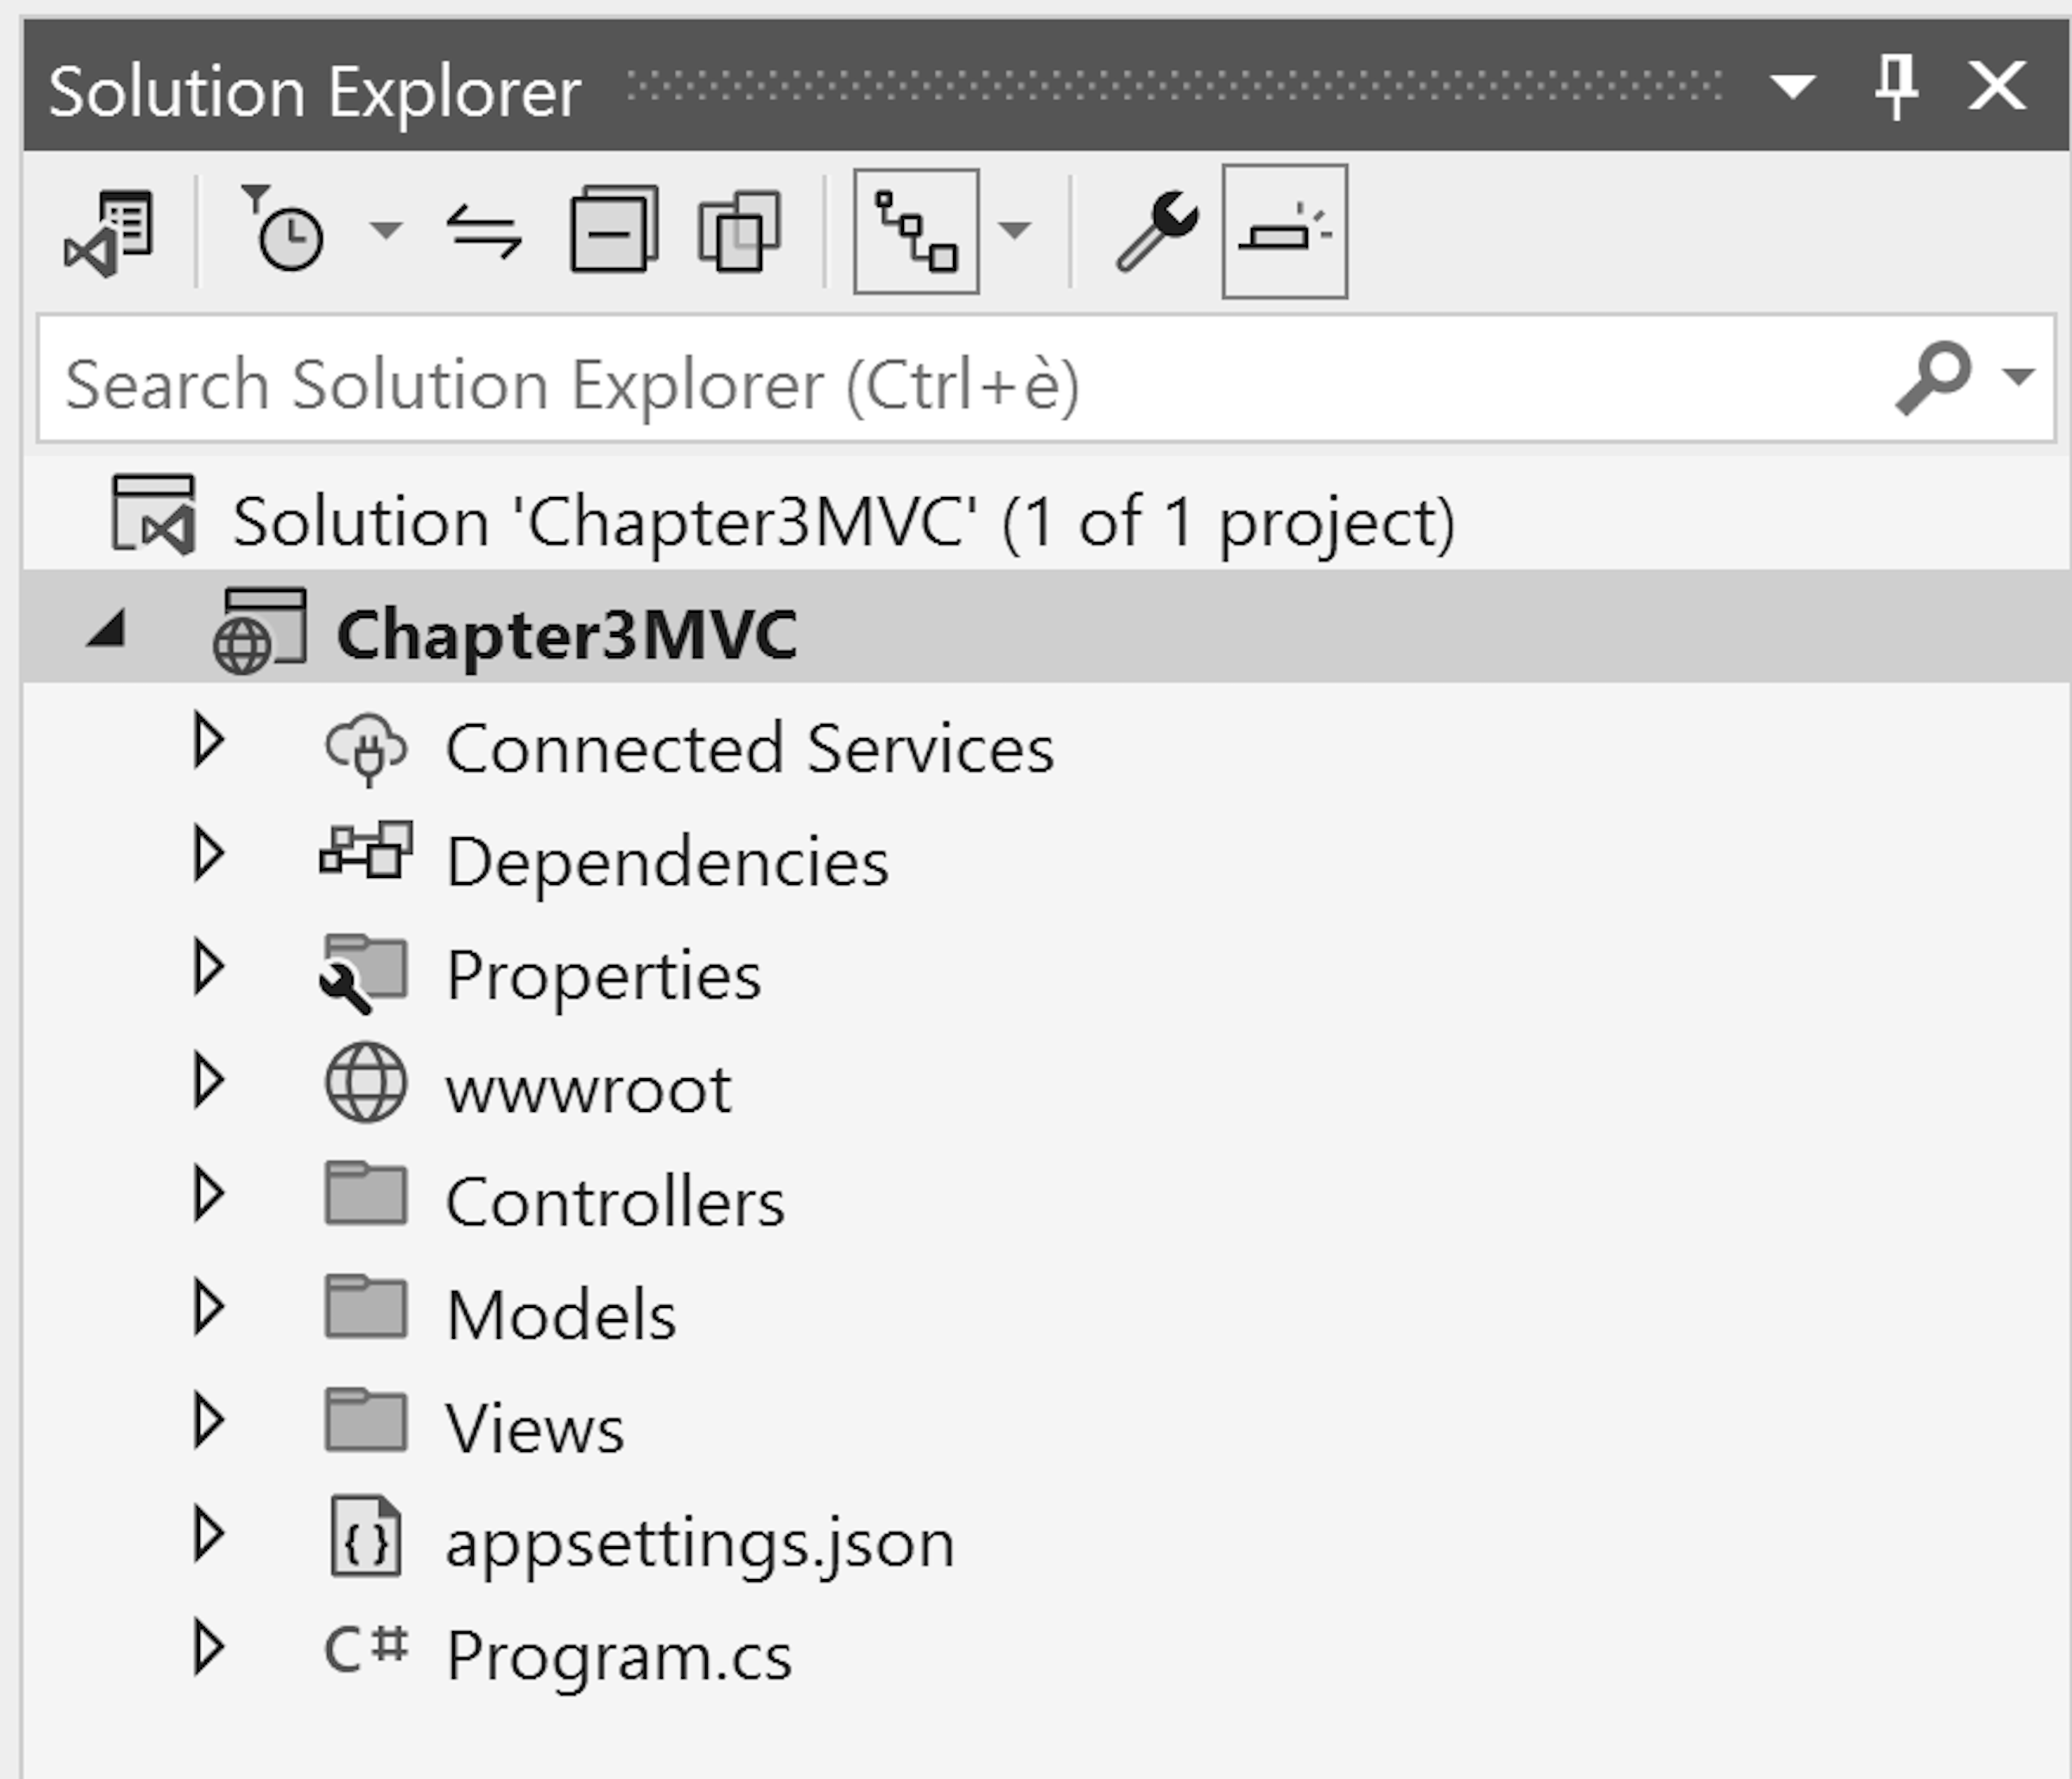 Solution Explorer
Search Solution Explorer (Ctrl+è)
Solution 'Chapter3MVC' (1 of 1 project)
Chapter3MVC
Connected Services
Dependencies
Properties
wwwroot
Controllers
Models
Views
{ } appsettings.json
C# Program.cs